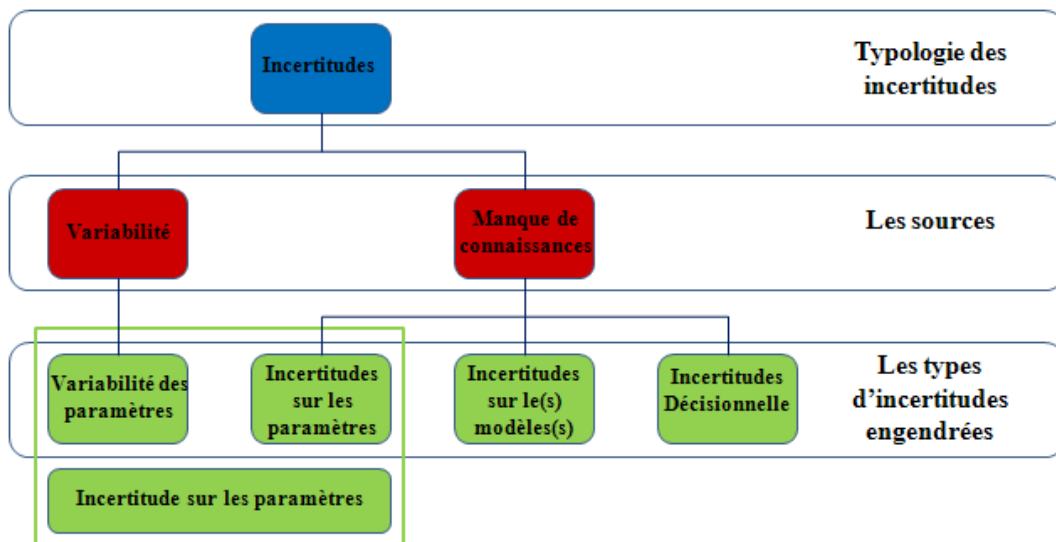 Incertitudes
Typologie des
incertitudes
Variabilité
Manque de
connaissances
Les sources
Variabilité des
paramètres
Incertitudes
sur les
paramètres
Incertitudes
sur le(s)
modèles(s)
Incertitudes
Décisionnelle
Les types
d’incertitudes
engendrées
Incertitude sur les paramètres